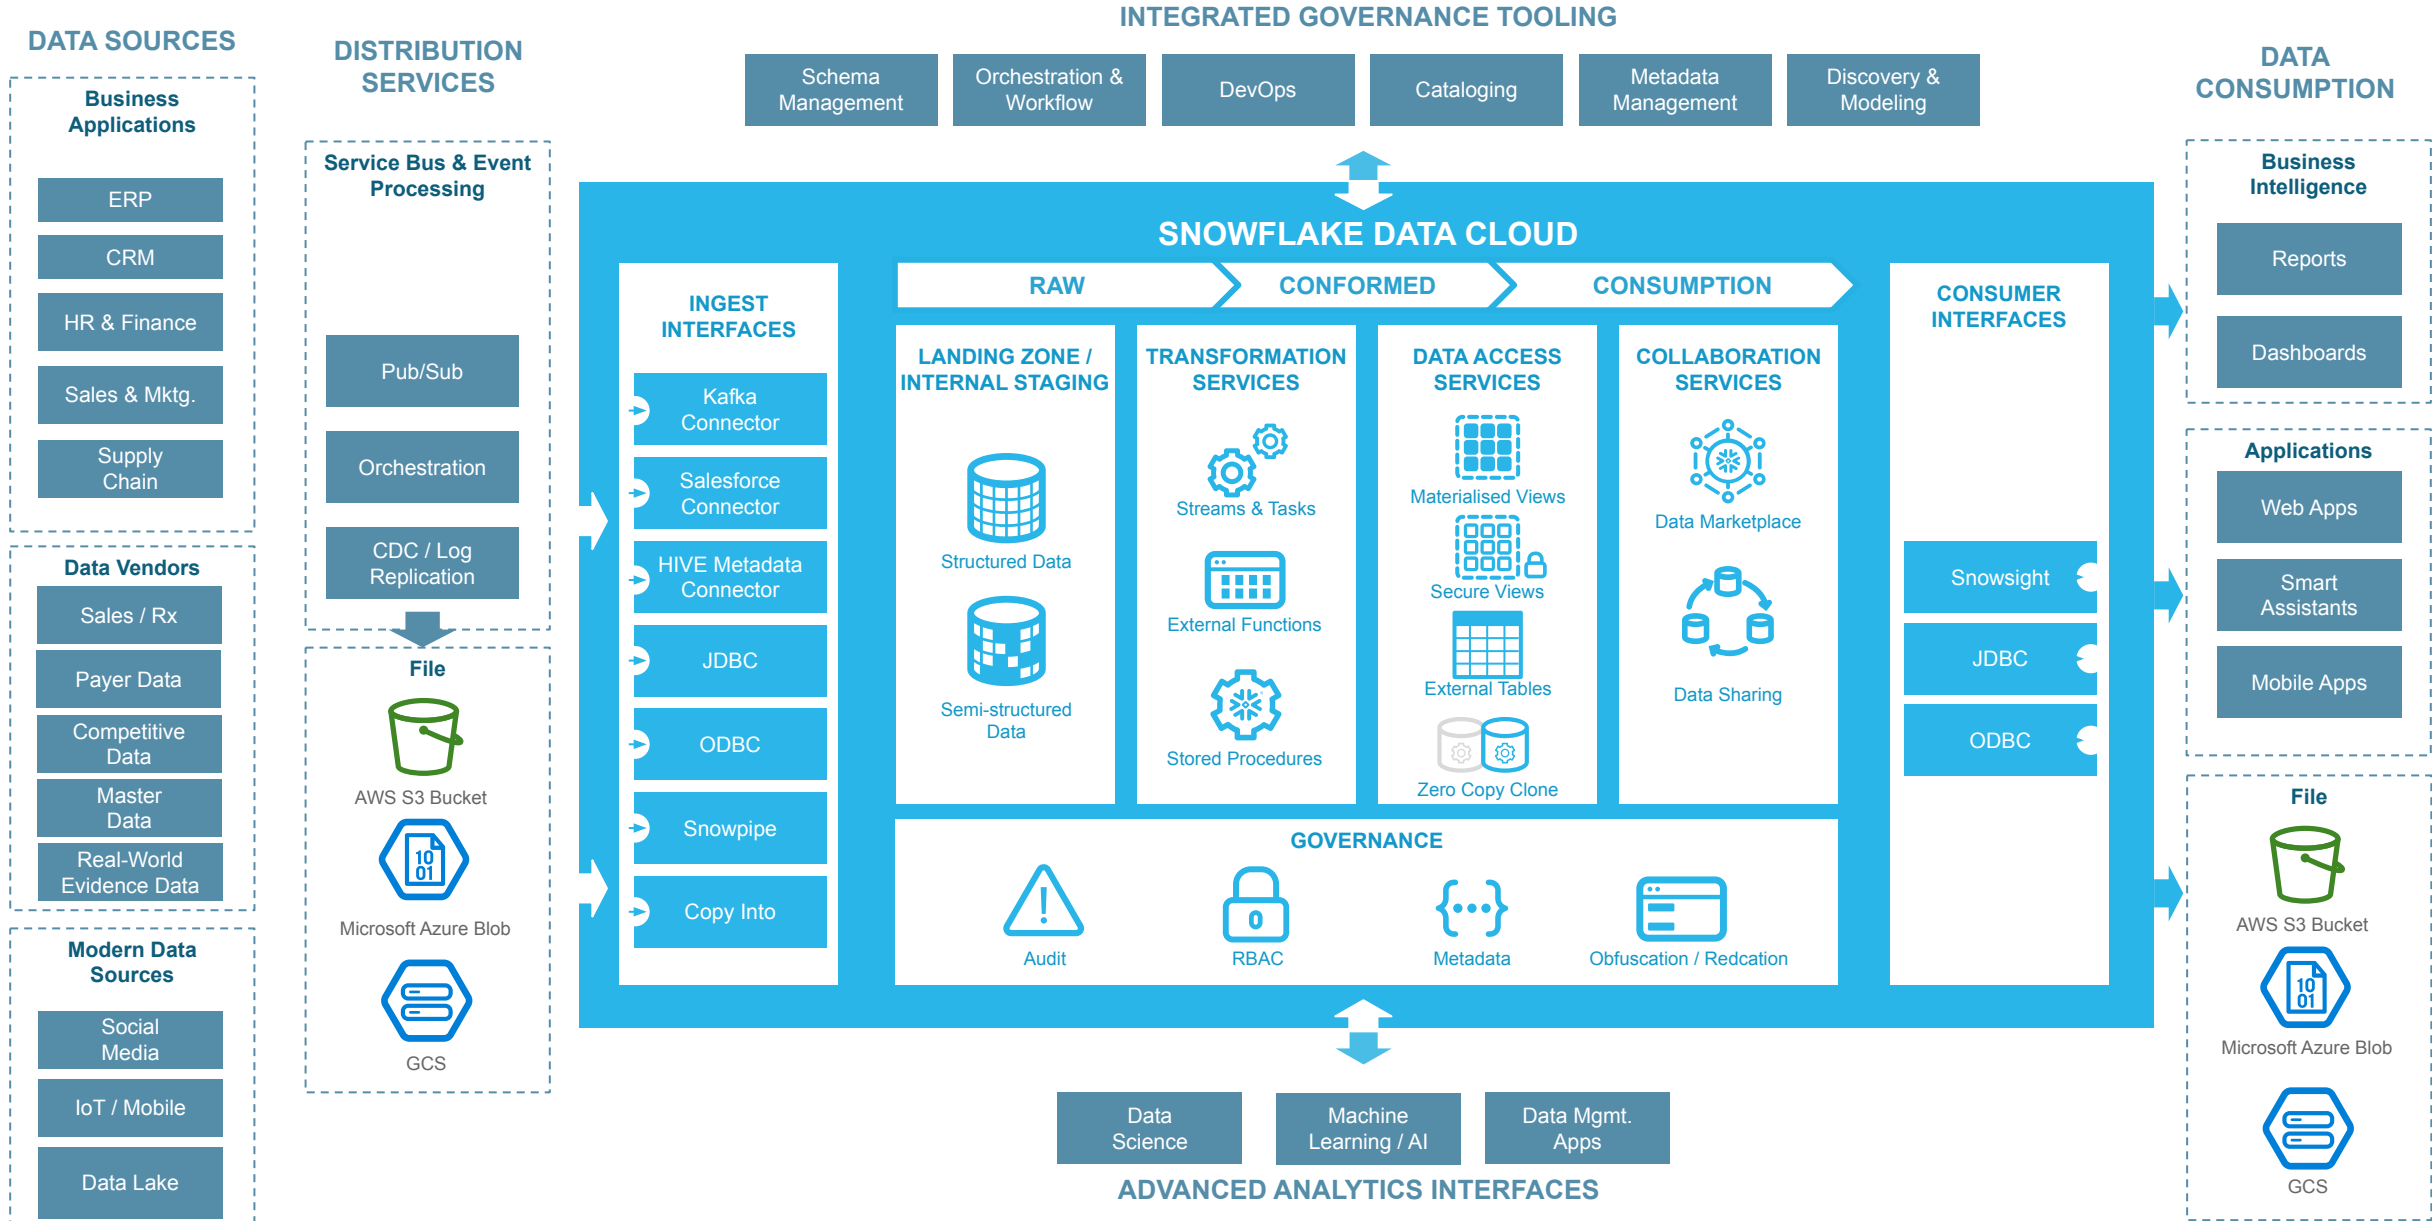 INTEGRATED GOVERNANCE TOOLING
Schema
Management
Orchestration &
Workflow
DevOps
Cataloging
Metadata
Management
Discovery &
Modeling
DATA SOURCES
Business
Applications
ERP
CRM
HR & Finance
Sales & Mktg.
Supply
Chain
Data Vendors
Sales / Rx
Payer Data
Competitive
Data
Master
Data
Real-World
Evidence Data
Modern Data
Sources
Social
Media
IoT / Mobile
Data Lake
DISTRIBUTION
SERVICES
Service Bus & Event
Processing
Pub/Sub
Orchestration
CDC / Log
Replication
File
AWS S3 Bucket
10
01
Microsoft Azure Blob
GCS
SNOWFLAKE DATA CLOUD
INGEST
INTERFACES
Kafka
Connector
Salesforce
Connector
HIVE Metadata
Connector
JDBC
ODBC
Snowpipe
Copy Into
RAW
CONFORMED
CONSUMPTION
LANDING ZONE /
INTERNAL STAGING
Structured Data
Semi-structured
Data
TRANSFORMATION
SERVICES
Streams & Tasks
External Functions
Stored Procedures
DATA ACCESS
SERVICES
Materialised Views
Secure Views
External Tables
Zero Copy Clone
COLLABORATION
SERVICES
Data Marketplace
Data Sharing
GOVERNANCE
Audit
RBAC
Metadata
Obfuscation / Redcation
CONSUMER
INTERFACES
Snowsight
JDBC
ODBC
Data
Science
Machine
Learning / AI
Data Mgmt.
Apps
ADVANCED ANALYTICS INTERFACES
DATA
CONSUMPTION
Business
Intelligence
Reports
Dashboards
Applications
Web Apps
Smart
Assistants
Mobile Apps
File
AWS S3 Bucket
10
01
Microsoft Azure Blob
GCS